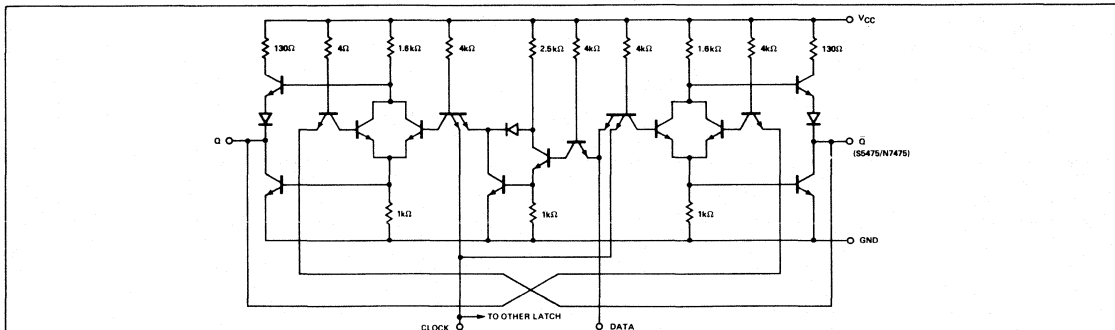 VCC
130Ω
4Ω
1.6kΩ
4kΩ
2.5kΩ
4kΩ
4kΩ
1.6kΩ
4kΩ
130Ω
Q
Q̄
(S5475/N7475)
1kΩ
1kΩ
1kΩ
GND
TO OTHER LATCH
CLOCK
DATA